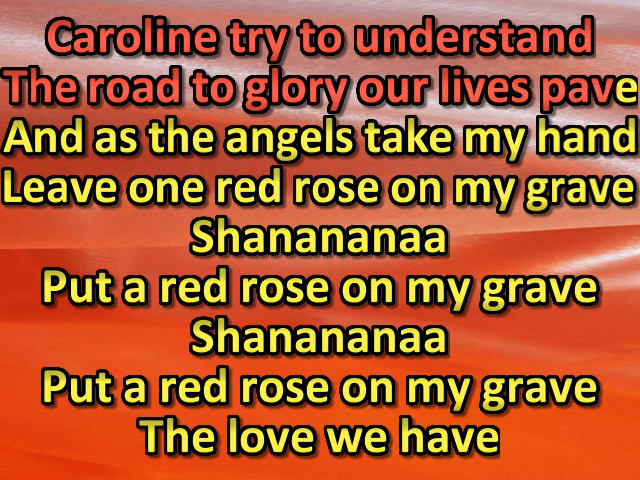 Caroline try to understand
The road to glory our lives pave
And as the angels take my hand
Leave one red rose on my grave
Shanananaa
Put a red rose on my grave
Shanananaa
Put a red rose on my grave
The love we have